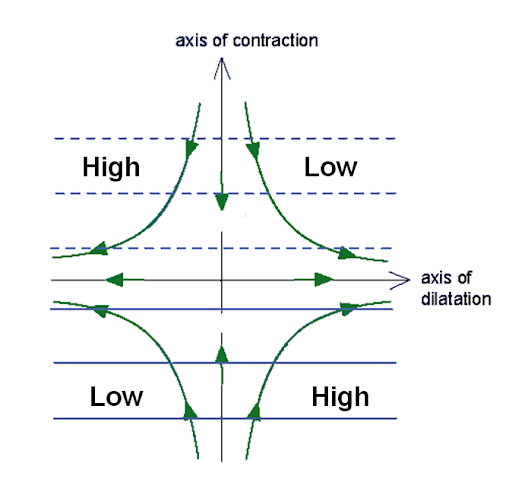 axis of contraction
High
Low
axis of
dilatation
Low
High